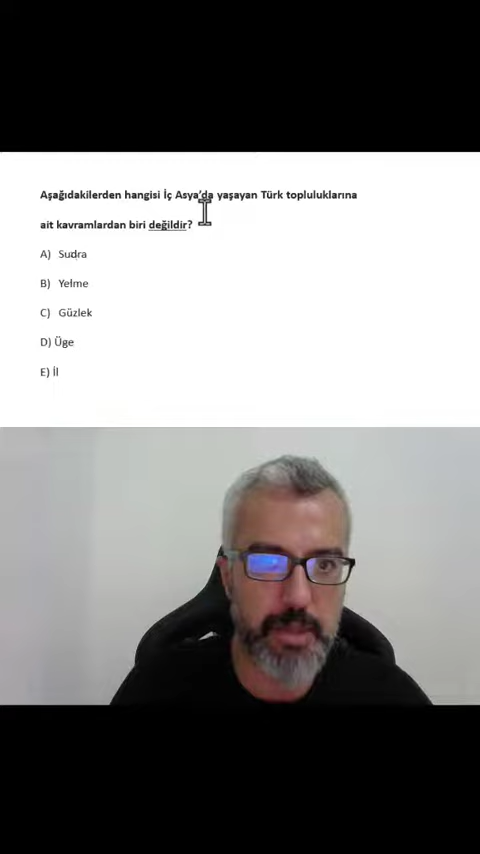 Aşağıdakilerden hangisi İç Asya'da yaşayan Türk topluluklarına
ait kavramlardan biri değildir?
A) Sudra
B) Yelme
C) Güzlek
D) Üge
E) İl